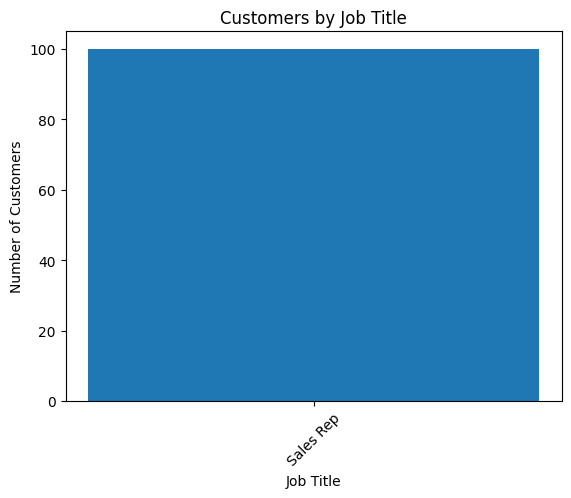 Customers by Job Title
100
80
60
40
20
0
Number of Customers
Sales Rep
Job Title